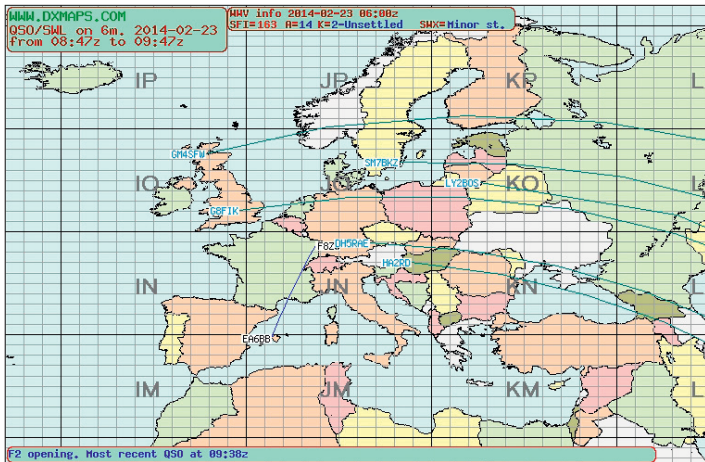 WWW.DXMAPS.COM
QSO/SWL on 6m. 2014-02-23
from 08:47z to 09:47z
WWV info 2014-02-23 06:00z
SFI=163 A=14 K=2-Unsettled SWX=Minor st.
IP JP KP L
GM4SFW
SM7BKZ
IO JO LY2BOS KO L
G8FIK
F8Z DH5RAE
HA2RD
IN JN KN L
EA6BB
IM JM KM L
F2 opening. Most recent QSO at 09:38z